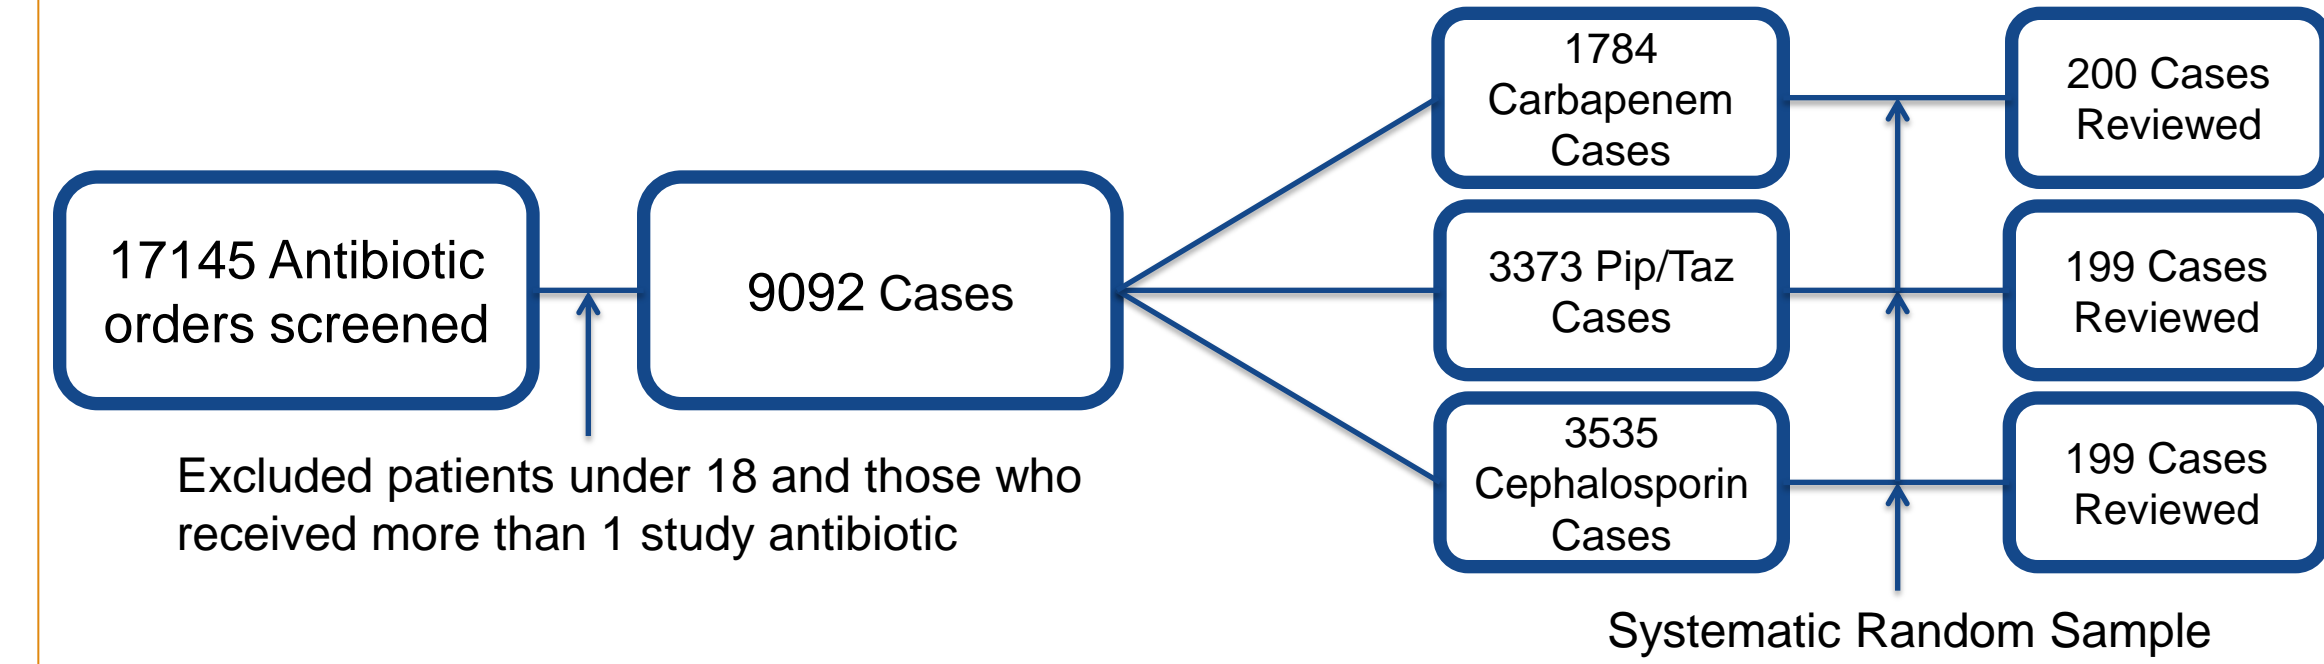 17145 Antibiotic
orders screened
Excluded patients under 18 and those who
received more than 1 study antibiotic
9092 Cases
1784
Carbapenem
Cases
200 Cases
Reviewed
3373 Pip/Taz
Cases
199 Cases
Reviewed
3535
Cephalosporin
Cases
199 Cases
Reviewed
Systematic Random Sample